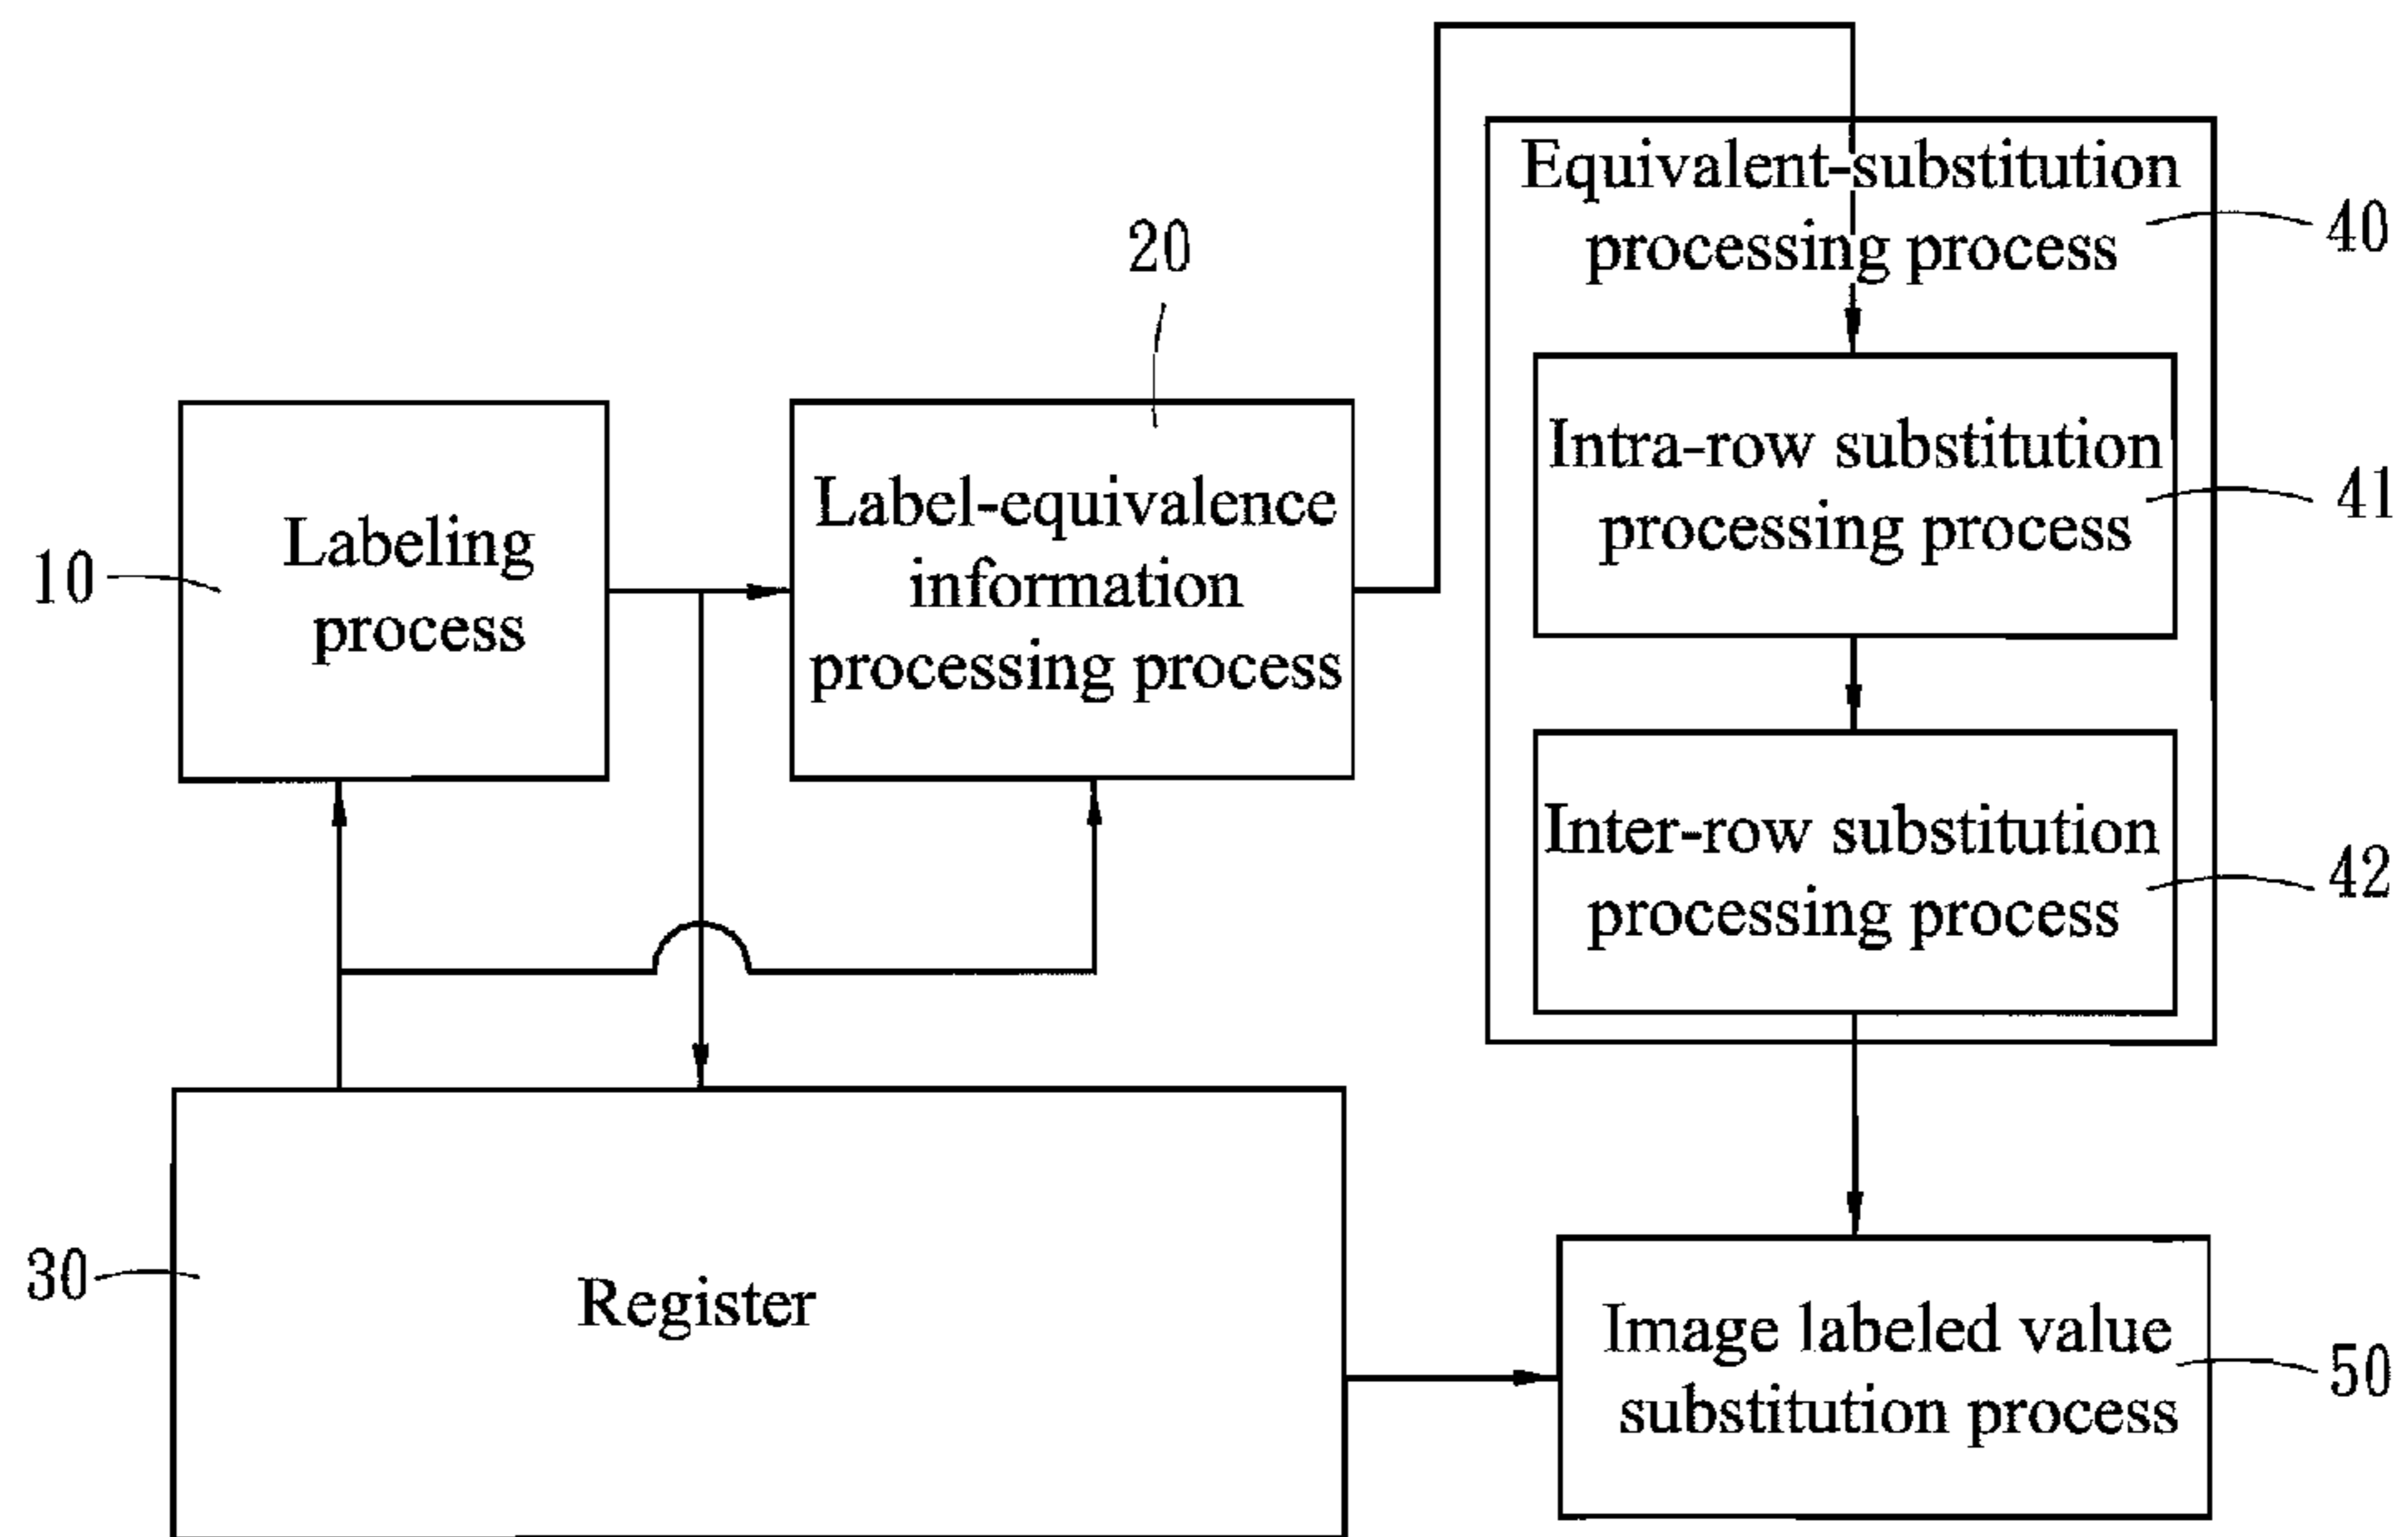 20
Equivalent-substitution
processing process
40
Intra-row substitution
processing process
41
Label-equivalence
information
processing process
Labeling
process
10
Inter-row substitution
processing process
42
30
Register
Image labeled value
substitution process
50